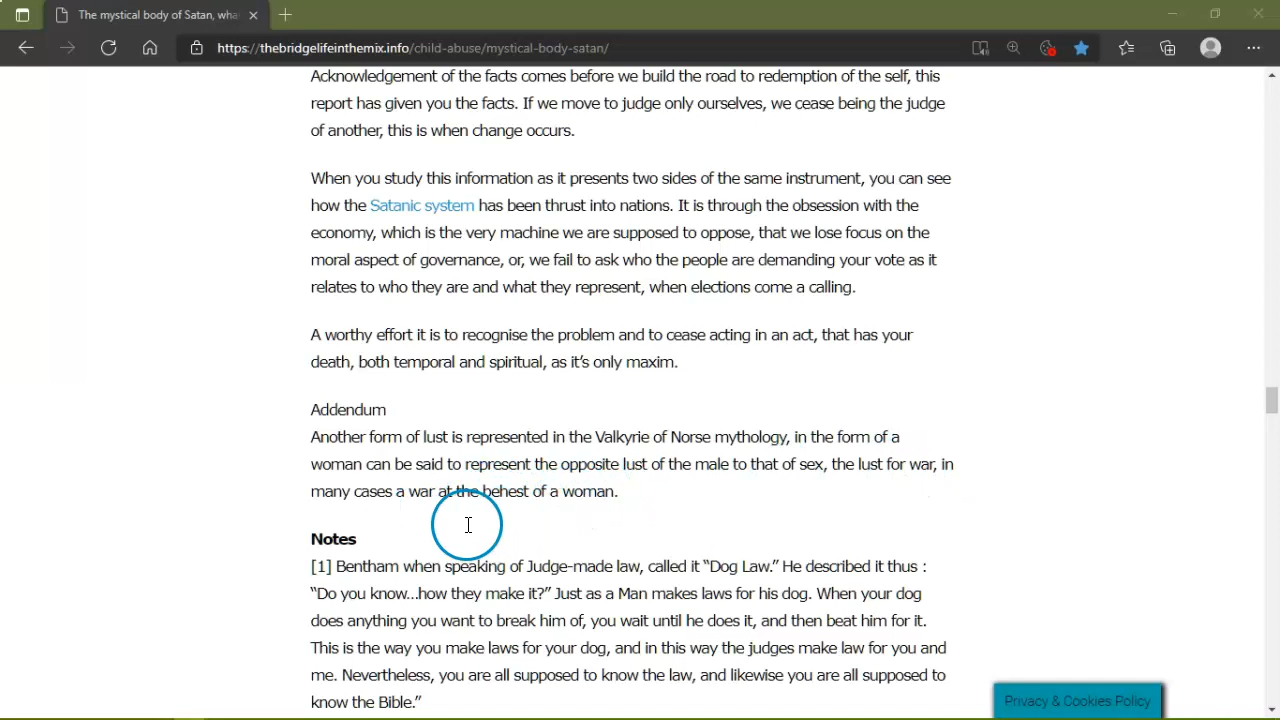 The mystical body of Satan, wha
https://thebridgelifeinthemix.info/child-abuse/mystical-body-satan/
Acknowledgement of the facts comes before we build the road to redemption of the self, this
report has given you the facts. If we move to judge only ourselves, we cease being the judge
of another, this is when change occurs.
When you study this information as it presents two sides of the same instrument, you can see
how the Satanic system has been thrust into nations. It is through the obsession with the
economy, which is the very machine we are supposed to oppose, that we lose focus on the
moral aspect of governance, or, we fail to ask who the people are demanding your vote as it
relates to who they are and what they represent, when elections come a calling.
A worthy effort it is to recognise the problem and to cease acting in an act, that has your
death, both temporal and spiritual, as it's only maxim.
Addendum
Another form of lust is represented in the Valkyrie of Norse mythology, in the form of a
woman can be said to represent the opposite lust of the male to that of sex, the lust for war, in
many cases a war at the behest of a woman.
Notes
[1] Bentham when speaking of Judge-made law, called it “Dog Law.” He described it thus :
“Do you know...how they make it?” Just as a Man makes laws for his dog. When your dog
does anything you want to break him of, you wait until he does it, and then beat him for it.
This is the way you make laws for your dog, and in this way the judges make law for you and
me. Nevertheless, you are all supposed to know the law, and likewise you are all supposed to
know the Bible.”
Privacy & Cookies Policy